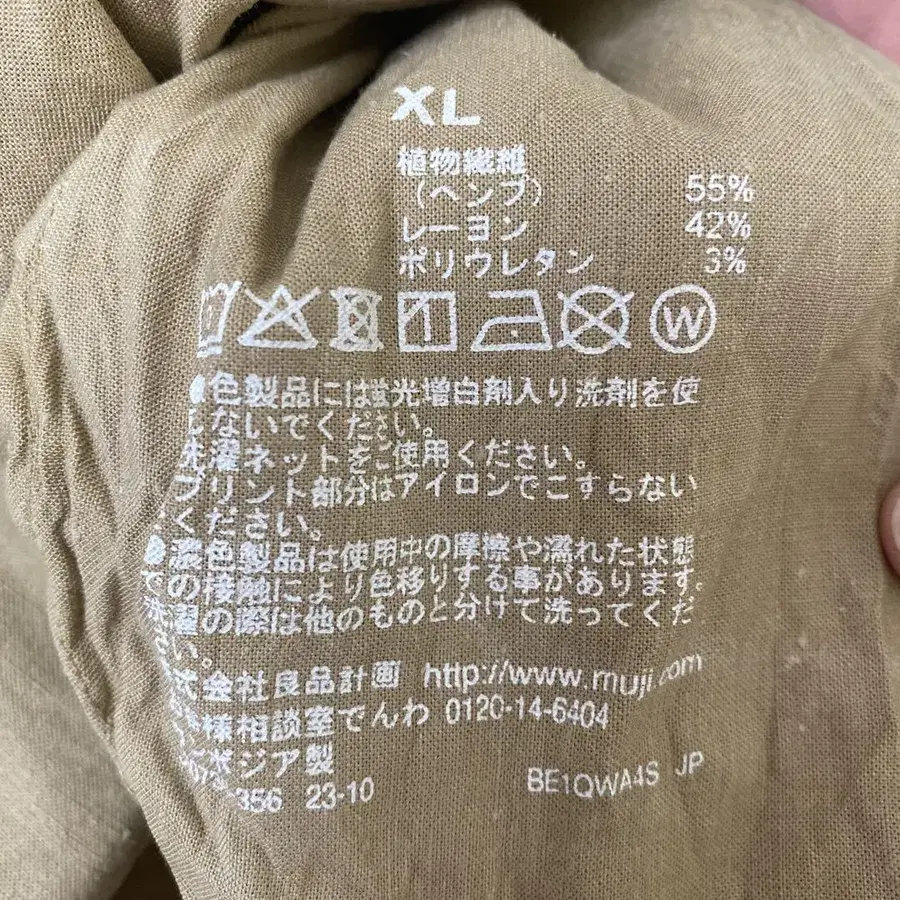 XL
植物繊維
(ヘンプ) 55%
レーヨン 42%
ポリウレタン 3%
W
色製品には蛍光増白剤入り洗剤を使
しないでください。
洗濯ネットをご使用ください。
プリント部分はアイロンでこすらない
ください。
濃色製品は使用中の摩擦や濡れた状態
での接触により色移りする事があります。
洗濯の際は他のものと分けて洗ってくだ
さい。
式会社良品計画 http://www.muji.com
様相談室でんわ 0120-14-6404
ボジア製
356 23-10 BE1QWA4S JP